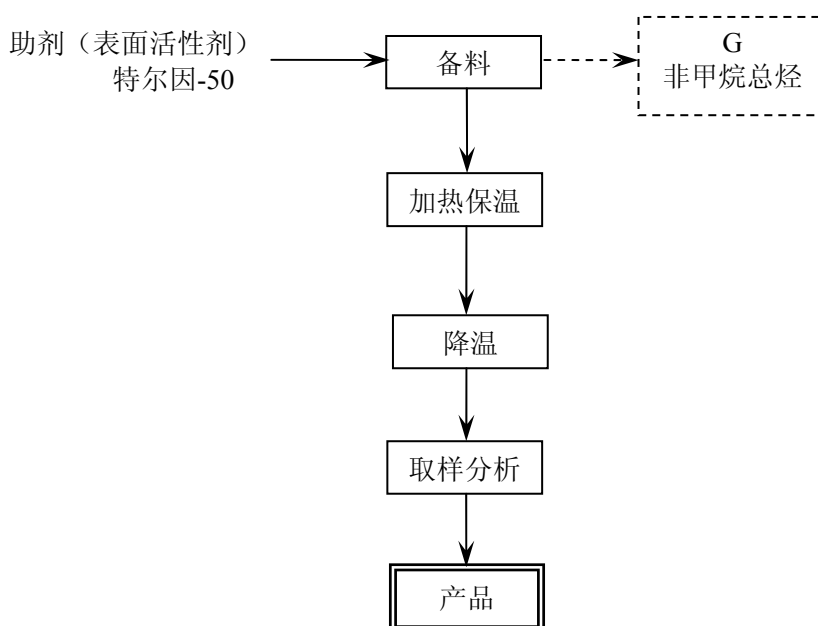 助剂（表面活性剂）
特尔因-50
备料
G
非甲烷总烃
加热保温
降温
取样分析
产品